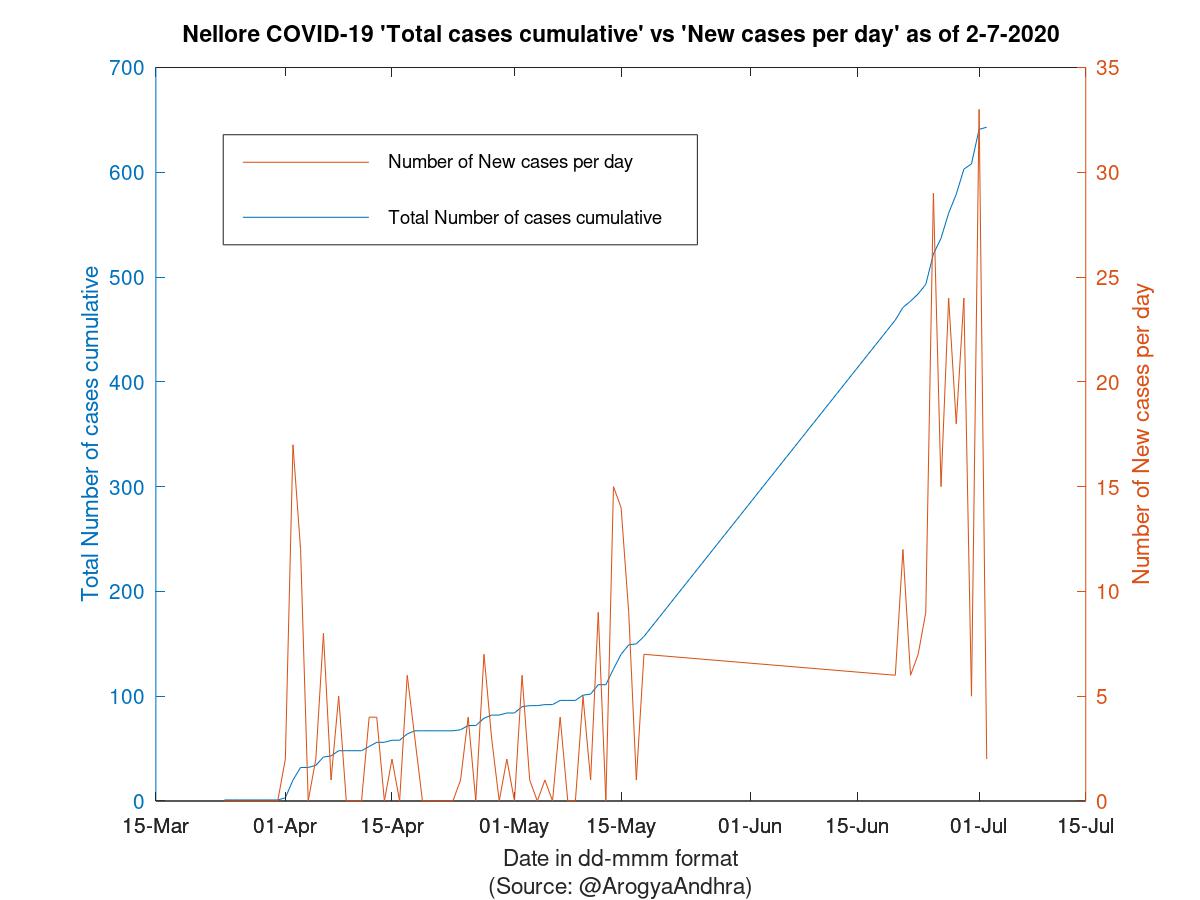 Nellore COVID-19 'Total cases cumulative' vs 'New cases per day' as of 2-7-2020
700
600
500
400
300
200
100
0
Total Number of cases cumulative
Number of New cases per day
Total Number of cases cumulative
35
30
25
20
15
10
5
0
Number of New cases per day
15-Mar 01-Apr 15-Apr 01-May 15-May 01-Jun 15-Jun 01-Jul 15-Jul
Date in dd-mmm format
(Source: @ArogyaAndhra)